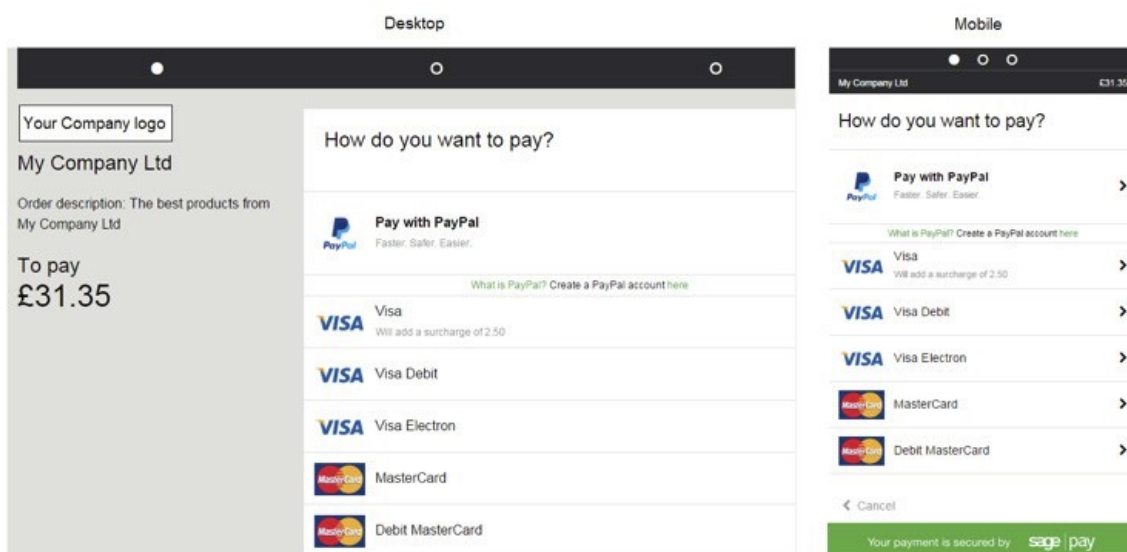 Desktop
Your Company logo
My Company Ltd
Order description: The best products from
My Company Ltd
To pay
£31.35
How do you want to pay?
PayPal
Pay with PayPal
Faster. Safer. Easier.
What is PayPal? Create a PayPal account here
VISA
Visa
Will add a surcharge of 2.50
VISA
Visa Debit
VISA
Visa Electron
MasterCard
MasterCard
MasterCard
Debit MasterCard
Mobile
My Company Ltd £31.35
How do you want to pay?
PayPal
Pay with PayPal
Faster. Safer. Easier.
What is PayPal? Create a PayPal account here
VISA
Visa
Will add a surcharge of 2.50
VISA
Visa Debit
VISA
Visa Electron
MasterCard
MasterCard
MasterCard
Debit MasterCard
Cancel
Your payment is secured by sage pay